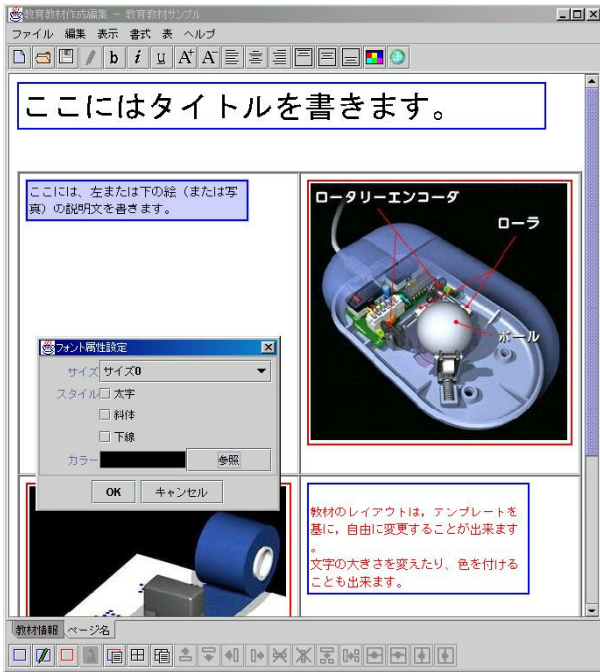 教育教材作成編集 - 教育教材サンプル
ファイル 編集 表示 書式 表 ヘルプ
b i u A+ A-
ここにはタイトルを書きます。
ここには、左または下の絵（または写
真）の説明文を書きます。
ロータリーエンコーダ
ローラ
ボール
フォント属性設定
サイズ サイズ0
スタイル 太字
斜体
下線
カラー 参照
OK キャンセル
教材のレイアウトは，テンプレートを
基に，自由に変更することが出来ます
。
文字の大きさを変えたり、色を付ける
ことも出来ます。
教材情報 ページ名